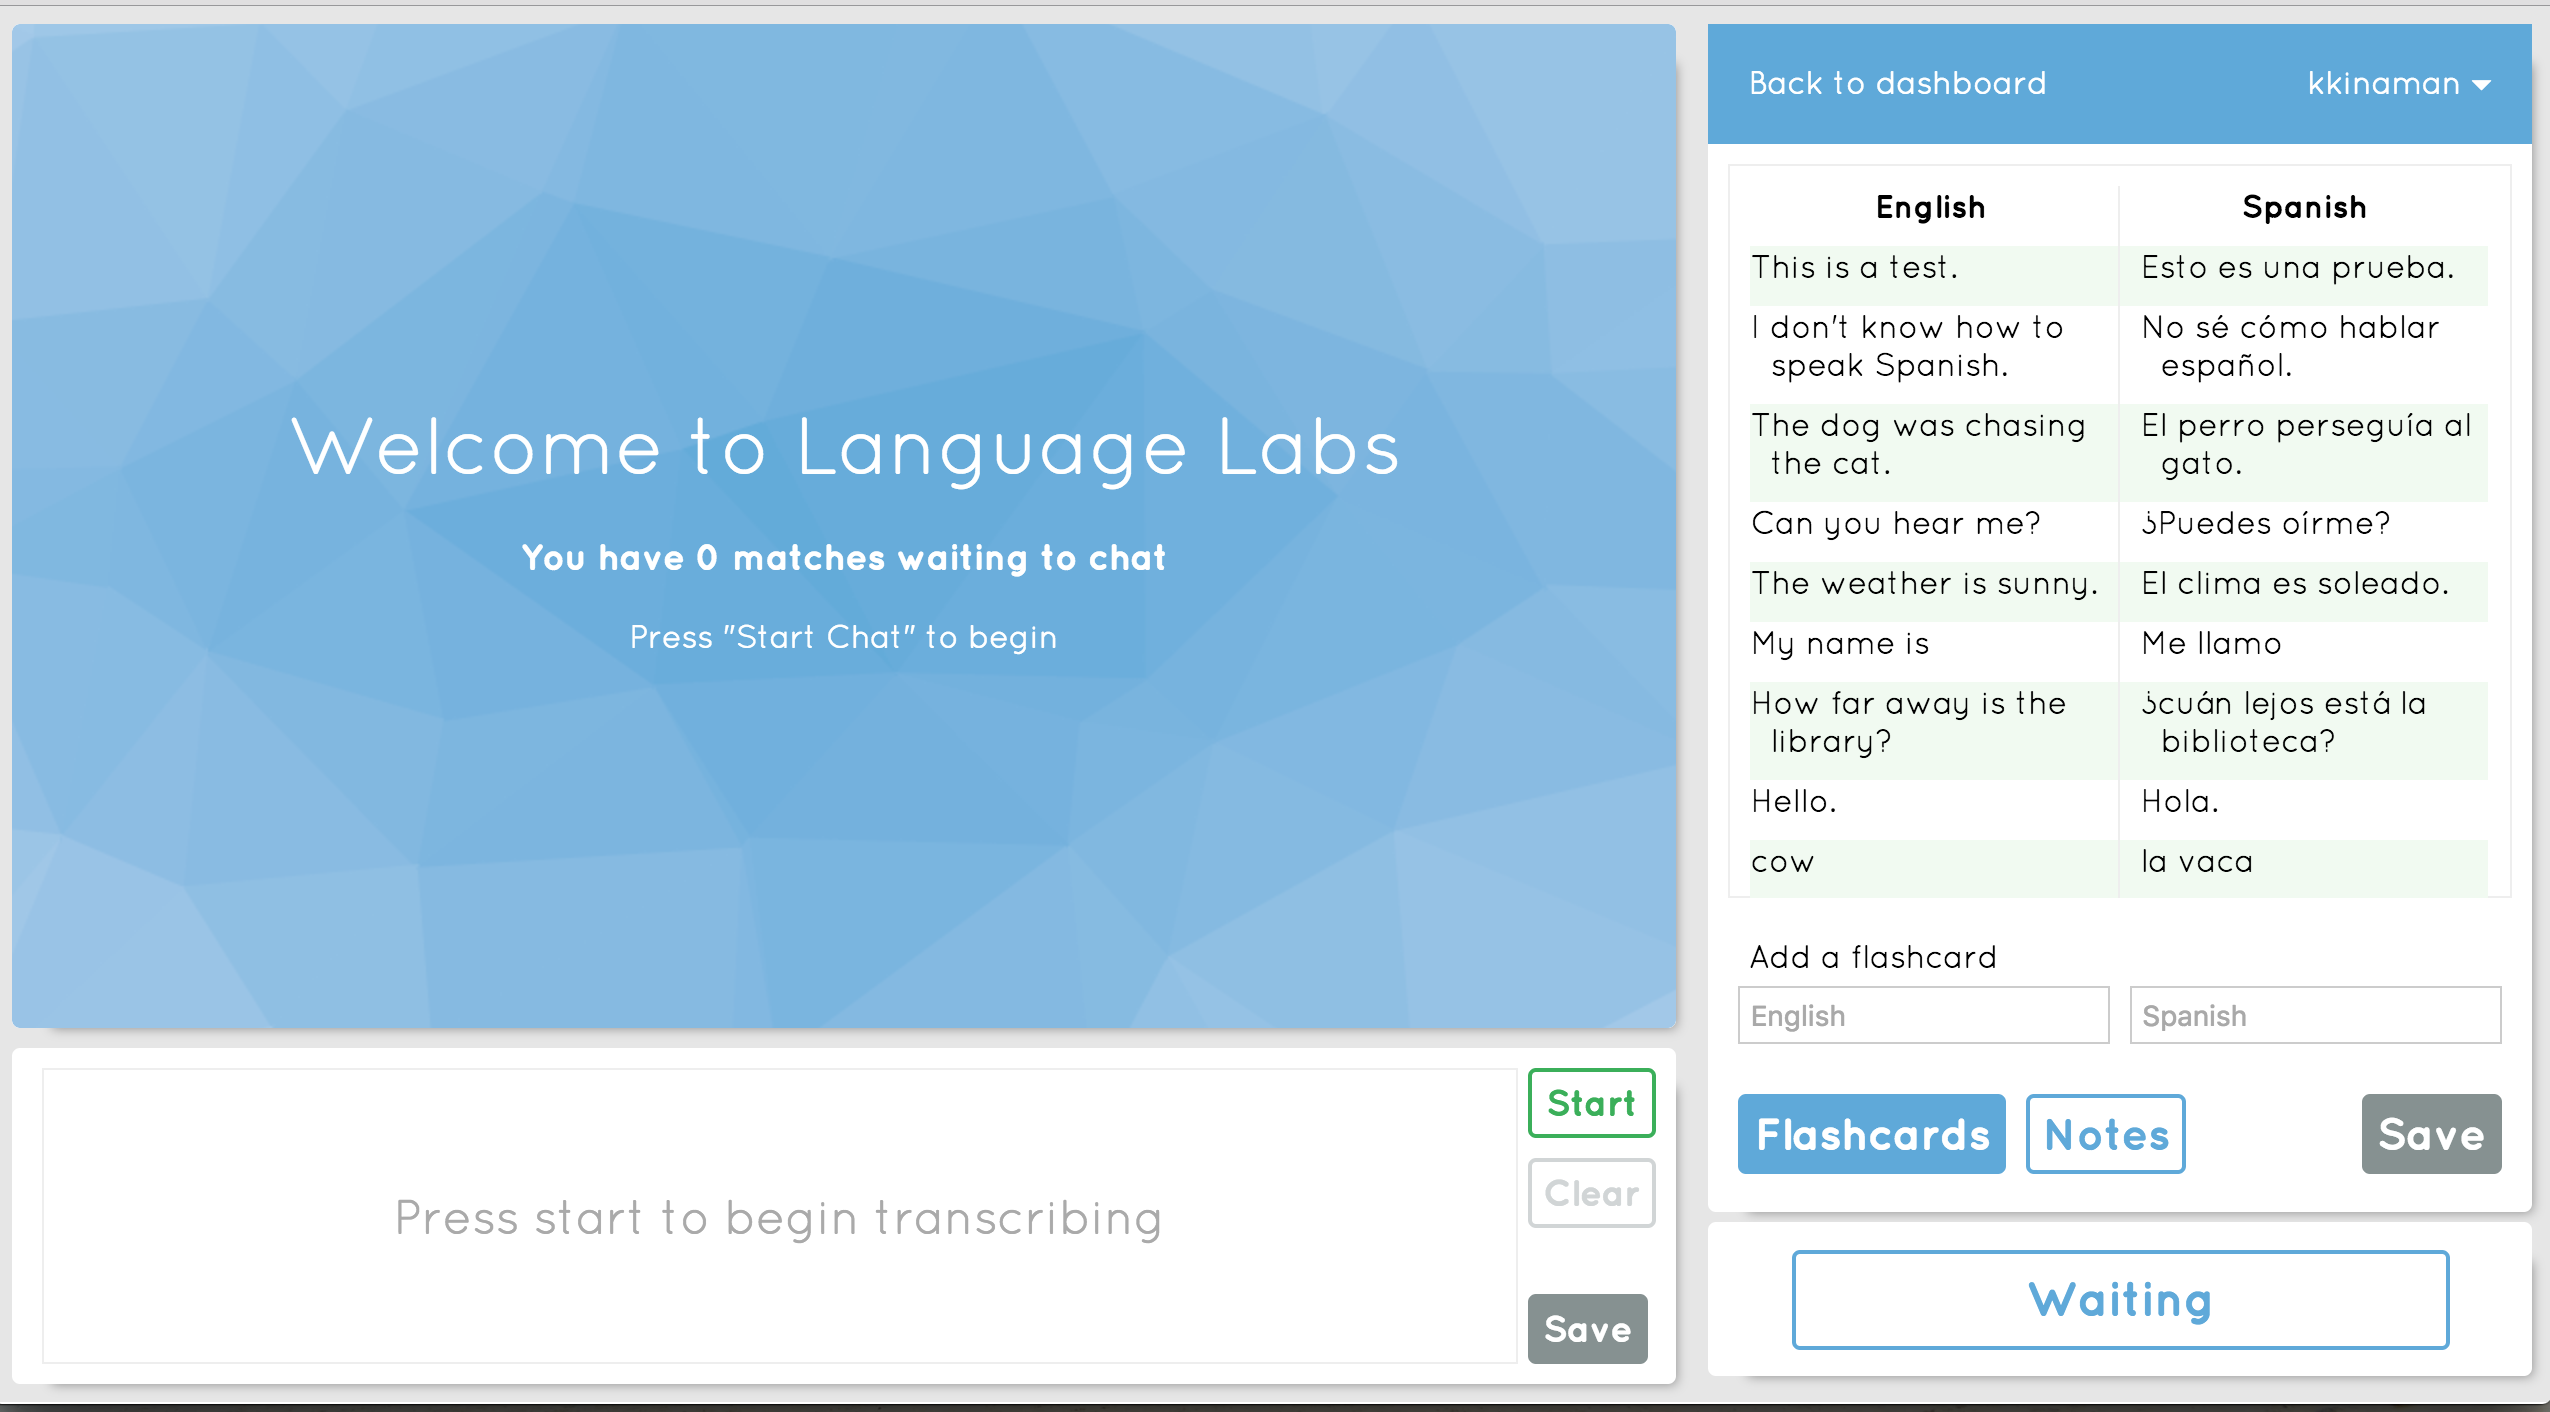 Welcome to Language Labs
You have 0 matches waiting to chat
Press "Start Chat" to begin
Press start to begin transcribing
Start
Clear
Save
Back to dashboard
kkinaman
English Spanish
This is a test. Esto es una prueba.
I don't know how to No sé cómo hablar
speak Spanish. español.
The dog was chasing El perro perseguía al
the cat. gato.
Can you hear me? ¿Puedes oírme?
The weather is sunny. El clima es soleado.
My name is Me llamo
How far away is the ¿cuán lejos está la
library? biblioteca?
Hello. Hola.
cow la vaca
Add a flashcard
English Spanish
Flashcards Notes Save
Waiting